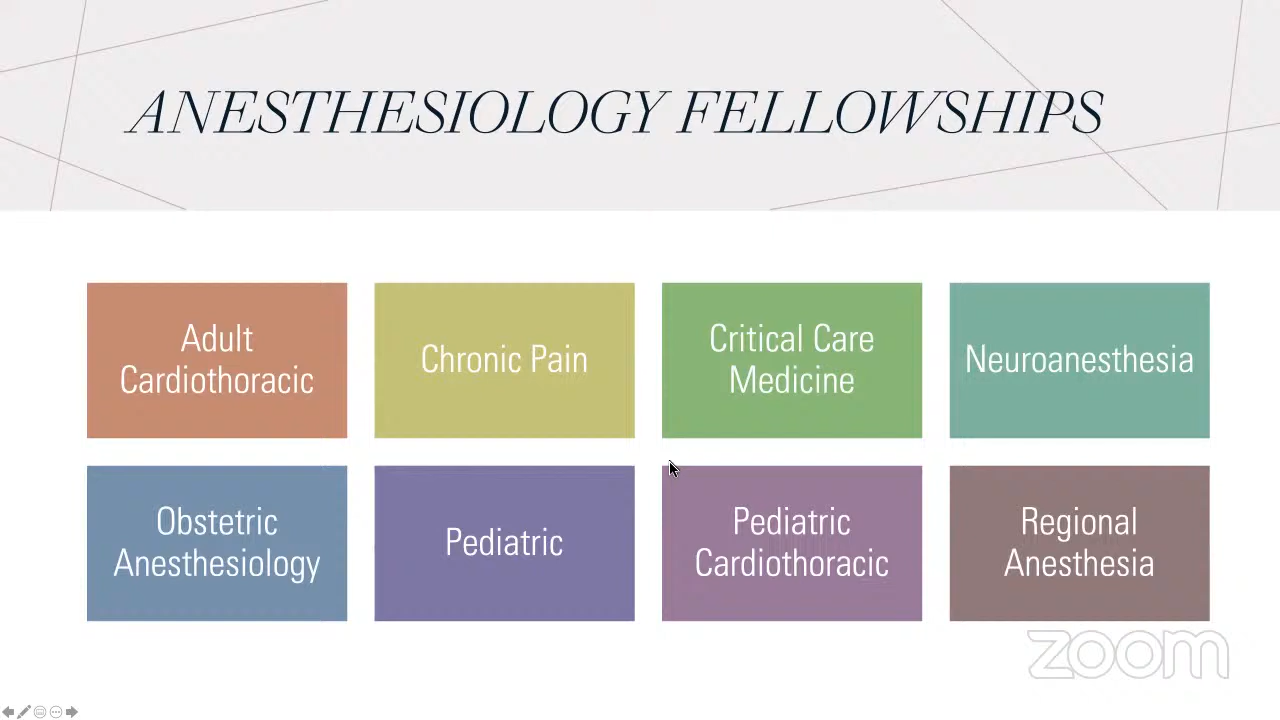 ANESTHESIOLOGY FELLOWSHIPS
Adult
Cardiothoracic
Chronic Pain
Critical Care
Medicine
Neuroanesthesia
Obstetric
Anesthesiology
Pediatric
Pediatric
Cardiothoracic
Regional
Anesthesia
zoom